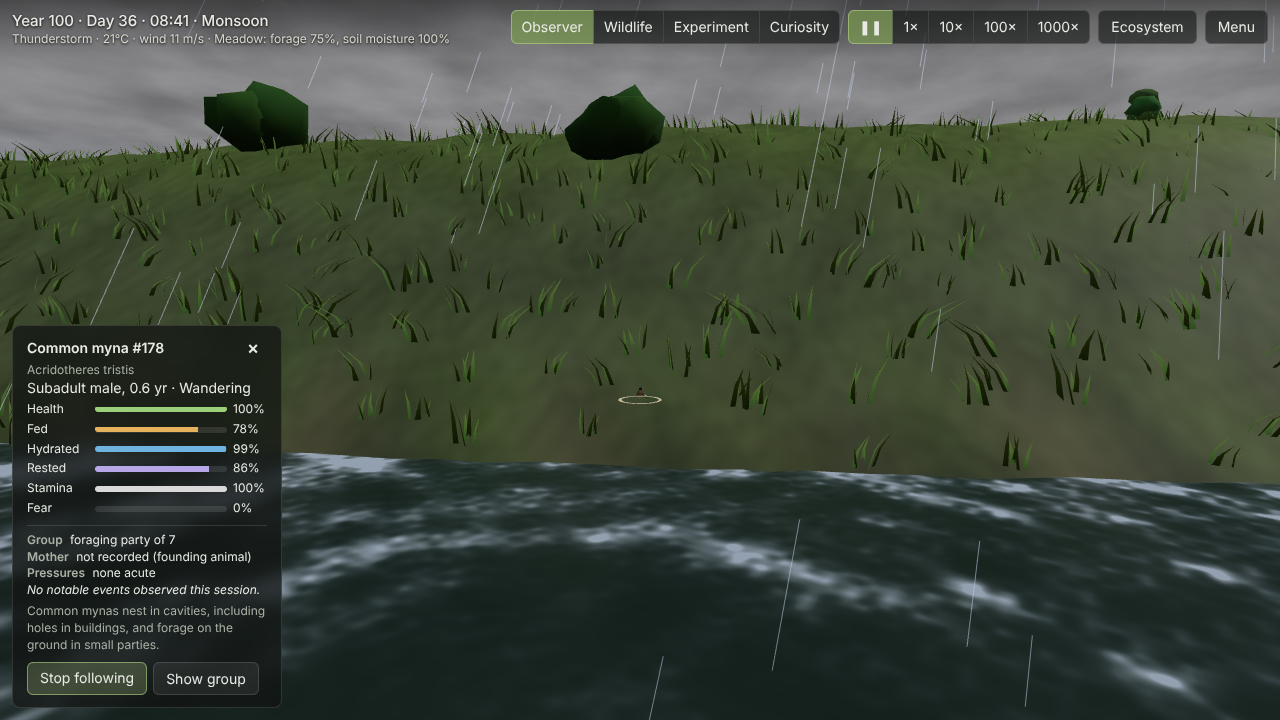 Year 100 · Day 36 · 08:41 · Monsoon
Thunderstorm · 21°C · wind 11 m/s · Meadow: forage 75%, soil moisture 100%
Observer Wildlife Experiment Curiosity ❚❚ 1× 10× 100× 1000× Ecosystem Menu
Common myna #178 ×
Acridotheres tristis
Subadult male, 0.6 yr · Wandering
Health 100%
Fed 78%
Hydrated 99%
Rested 86%
Stamina 100%
Fear 0%
Group foraging party of 7
Mother not recorded (founding animal)
Pressures none acute
No notable events observed this session.
Common mynas nest in cavities, including
holes in buildings, and forage on the
ground in small parties.
Stop following Show group